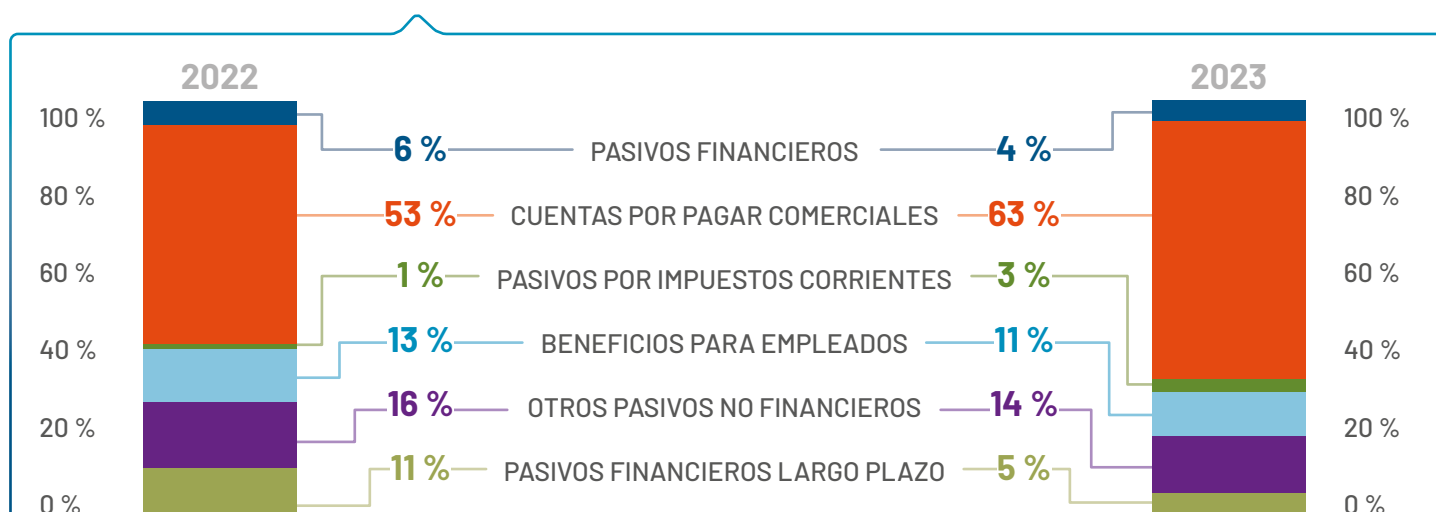 2022
2023
100 %
100 %
6 % PASIVOS FINANCIEROS 4 %
80 %
80 %
53 % CUENTAS POR PAGAR COMERCIALES 63 %
60 %
60 %
1 % PASIVOS POR IMPUESTOS CORRIENTES 3 %
40 %
40 %
13 % BENEFICIOS PARA EMPLEADOS 11 %
16 % OTROS PASIVOS NO FINANCIEROS 14 %
20 %
20 %
11 % PASIVOS FINANCIEROS LARGO PLAZO 5 %
0 %
0 %